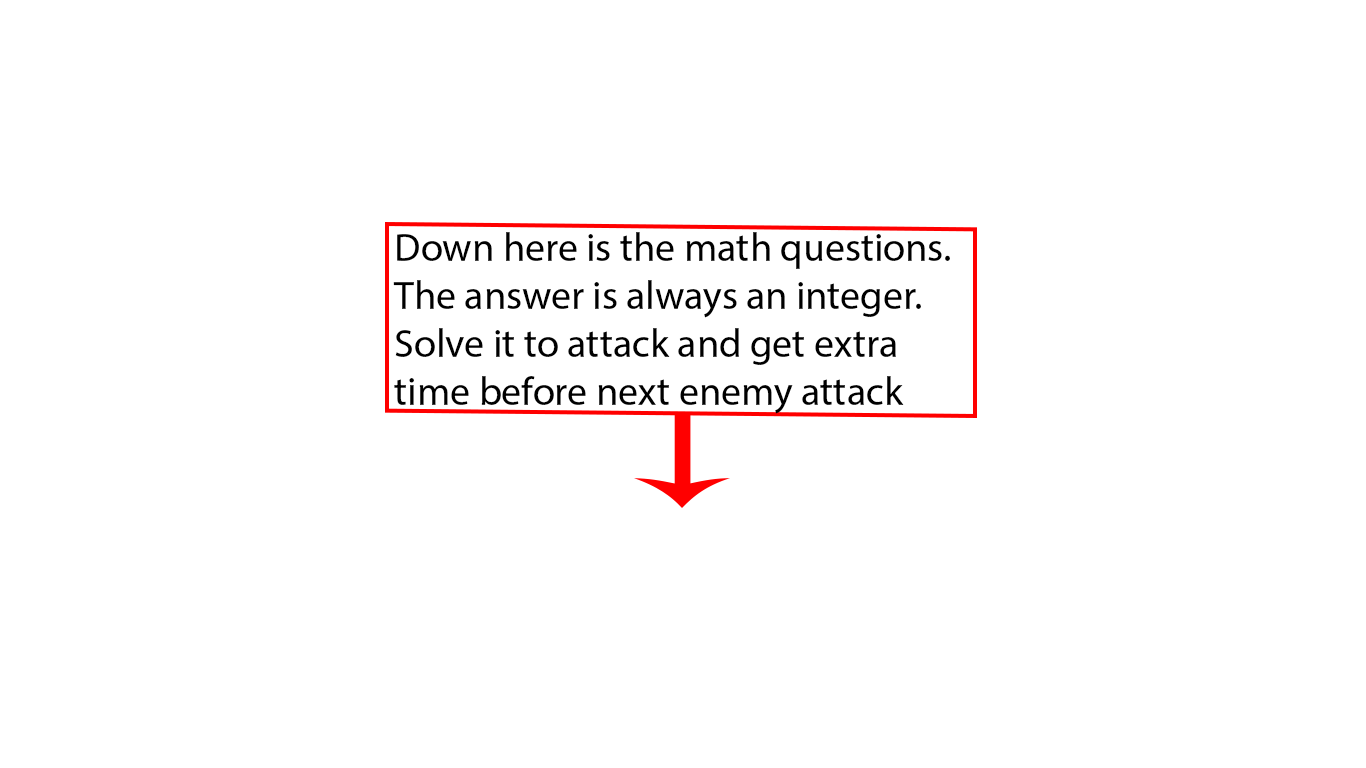 Down here is the math questions.
The answer is always an integer.
Solve it to attack and get extra
time before next enemy attack